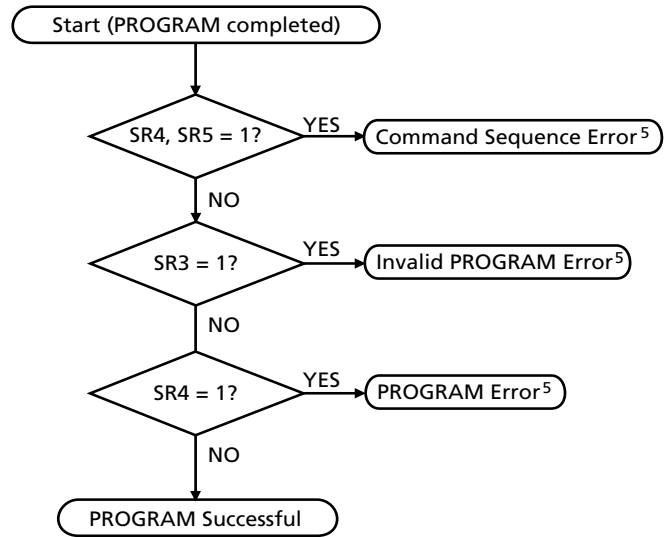 Start (PROGRAM completed)
SR4, SR5 = 1?
YES
Command Sequence Error5
NO
SR3 = 1?
YES
Invalid PROGRAM Error5
NO
SR4 = 1?
YES
PROGRAM Error5
NO
PROGRAM Successful